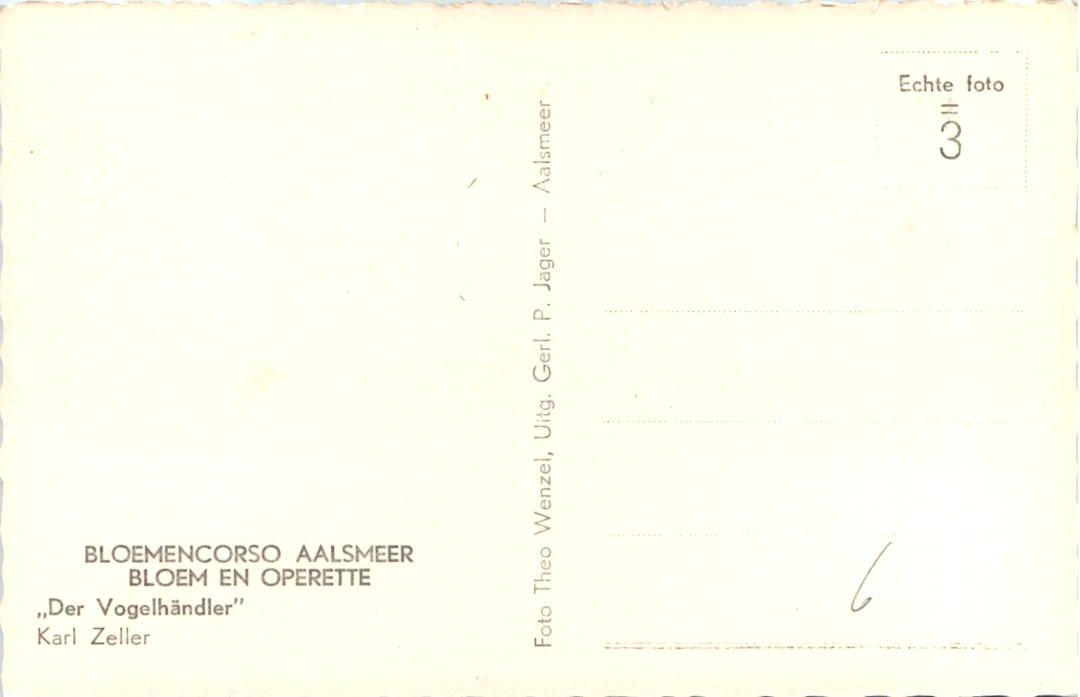 BLOEMENCORSO AALSMEER
BLOEM EN OPERETTE
„Der Vogelhändler”
Karl Zeller
Foto Theo Wenzel, Uitg. Gerl. P. Jager — Aalsmeer
Echte foto
3
6